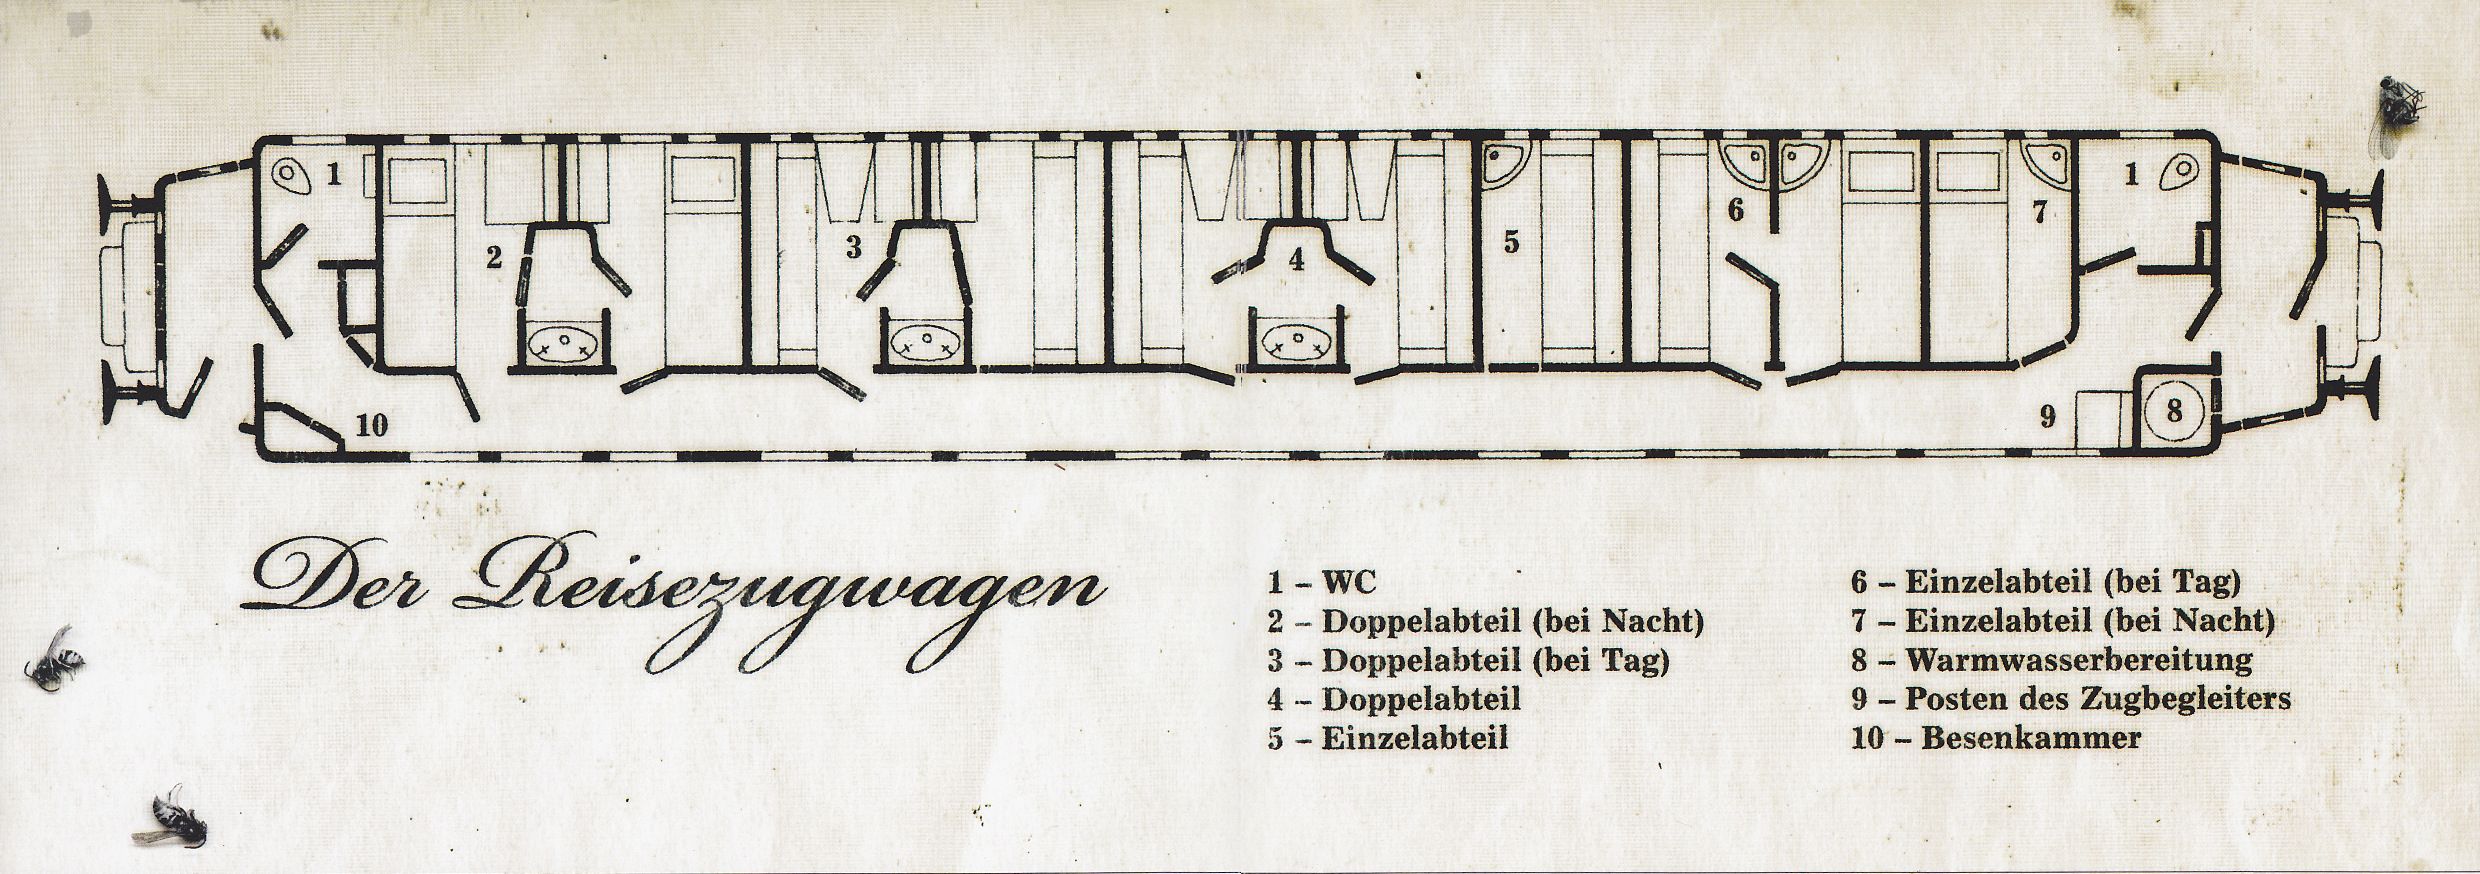 1
1
2
3
4
5
6
7
8
9
10
Der Reisezugwagen
1 – WC
2 – Doppelabteil (bei Nacht)
3 – Doppelabteil (bei Tag)
4 – Doppelabteil
5 – Einzelabteil
6 – Einzelabteil (bei Tag)
7 – Einzelabteil (bei Nacht)
8 – Warmwasserbereitung
9 – Posten des Zugbegleiters
10 – Besenkammer